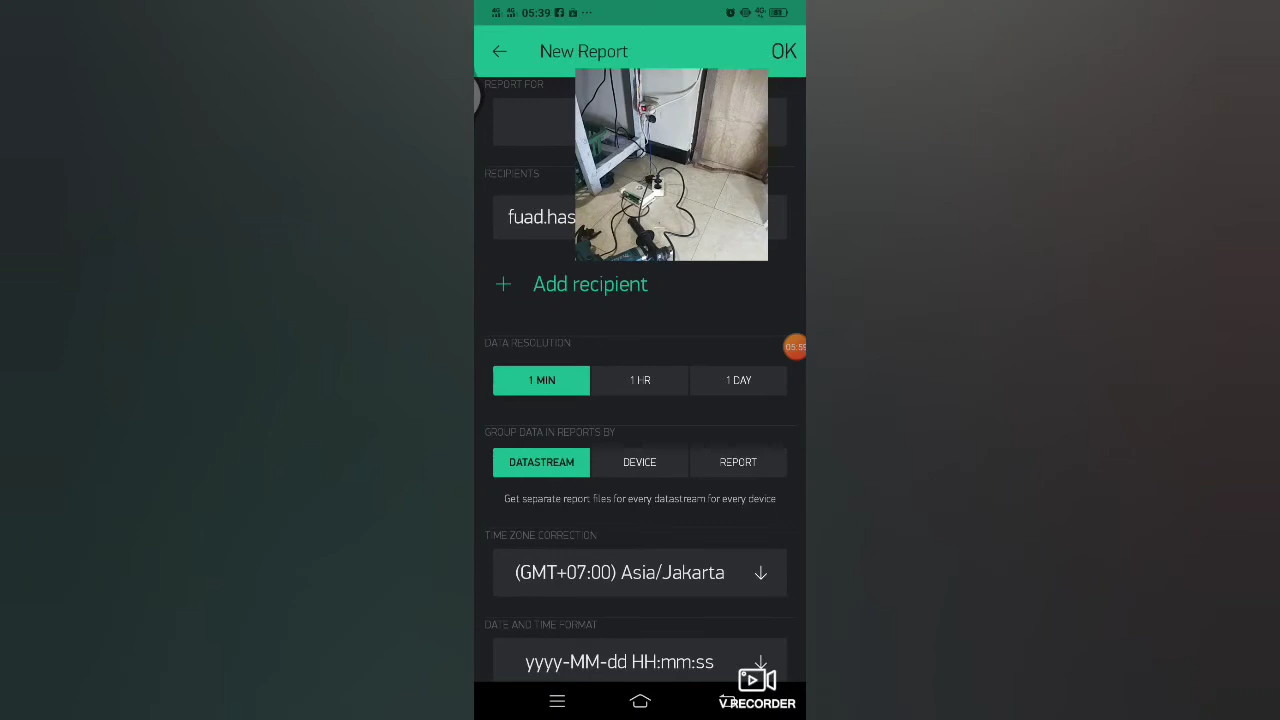 05:39
New Report OK
REPORT FOR
RECIPIENTS
fuad.has
+ Add recipient
DATA RESOLUTION
05:59
1 MIN 1 HR 1 DAY
GROUP DATA IN REPORTS BY
DATASTREAM DEVICE REPORT
Get separate report files for every datastream for every device
TIME ZONE CORRECTION
(GMT+07:00) Asia/Jakarta
DATE AND TIME FORMAT
yyyy-MM-dd HH:mm:ss
V RECORDER